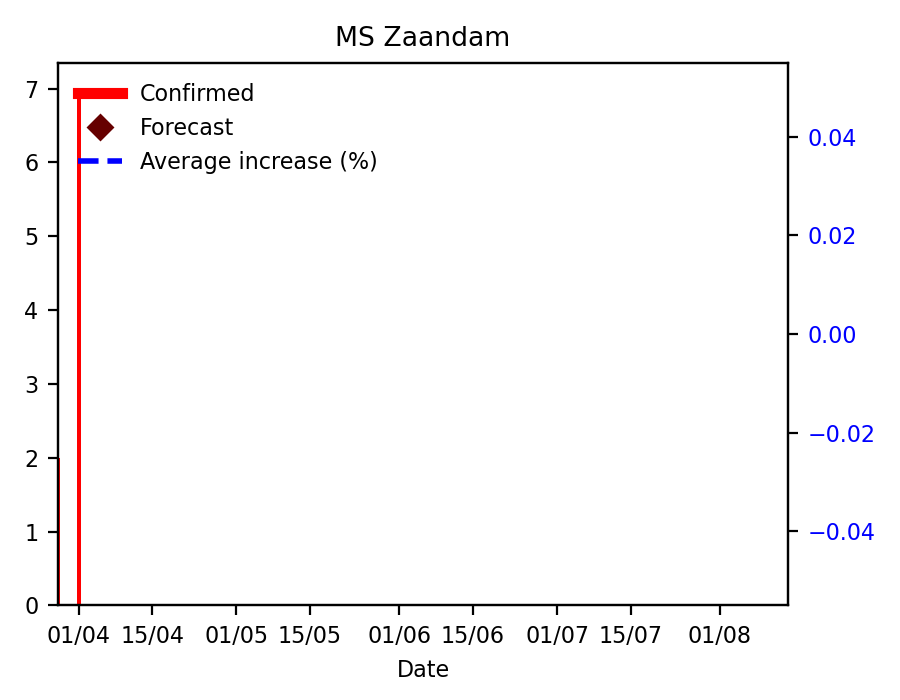 MS Zaandam
Confirmed
Forecast
Average increase (%)
7
6
5
4
3
2
1
0
0.04
0.02
0.00
−0.02
−0.04
01/04 15/04 01/05 15/05 01/06 15/06 01/07 15/07 01/08
Date